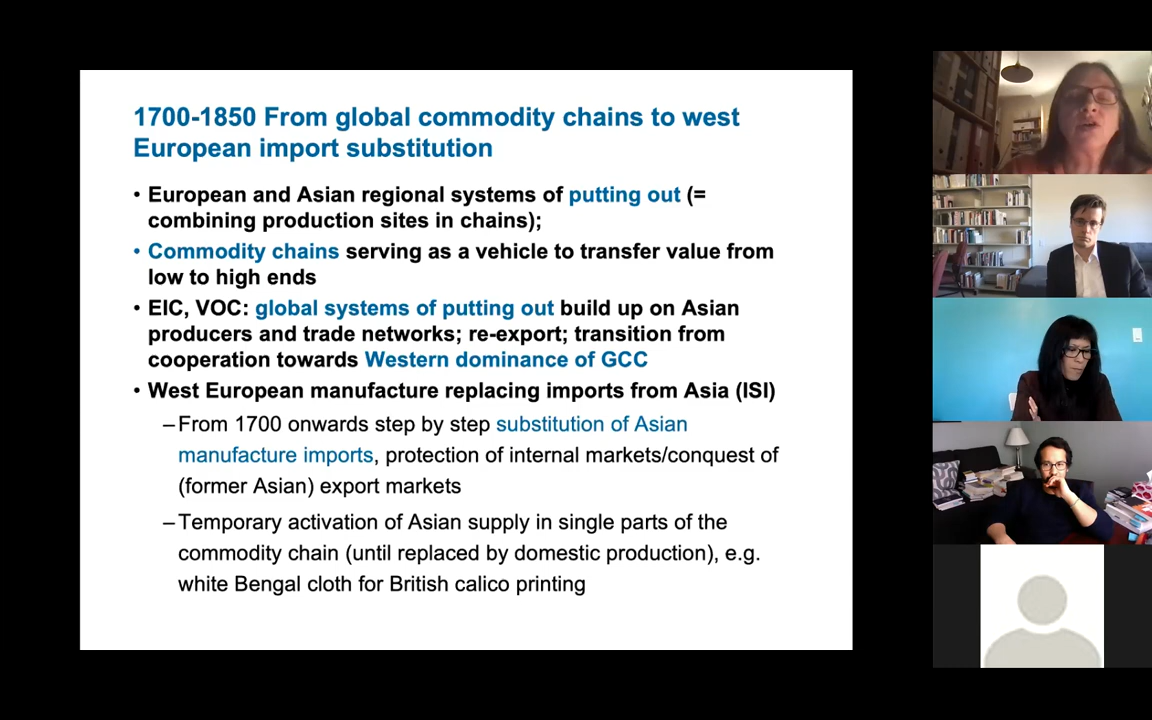 1700-1850 From global commodity chains to west
European import substitution
• European and Asian regional systems of putting out (=
combining production sites in chains);
• Commodity chains serving as a vehicle to transfer value from
low to high ends
• EIC, VOC: global systems of putting out build up on Asian
producers and trade networks; re-export; transition from
cooperation towards Western dominance of GCC
• West European manufacture replacing imports from Asia (ISI)
–From 1700 onwards step by step substitution of Asian
manufacture imports, protection of internal markets/conquest of
(former Asian) export markets
–Temporary activation of Asian supply in single parts of the
commodity chain (until replaced by domestic production), e.g.
white Bengal cloth for British calico printing